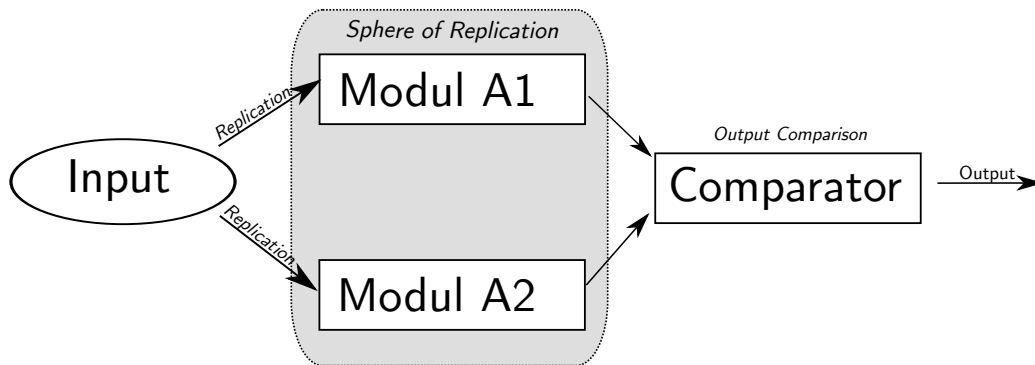 Sphere of Replication
Modul A1
Replication
Input
Replication
Modul A2
Output Comparison
Comparator
Output